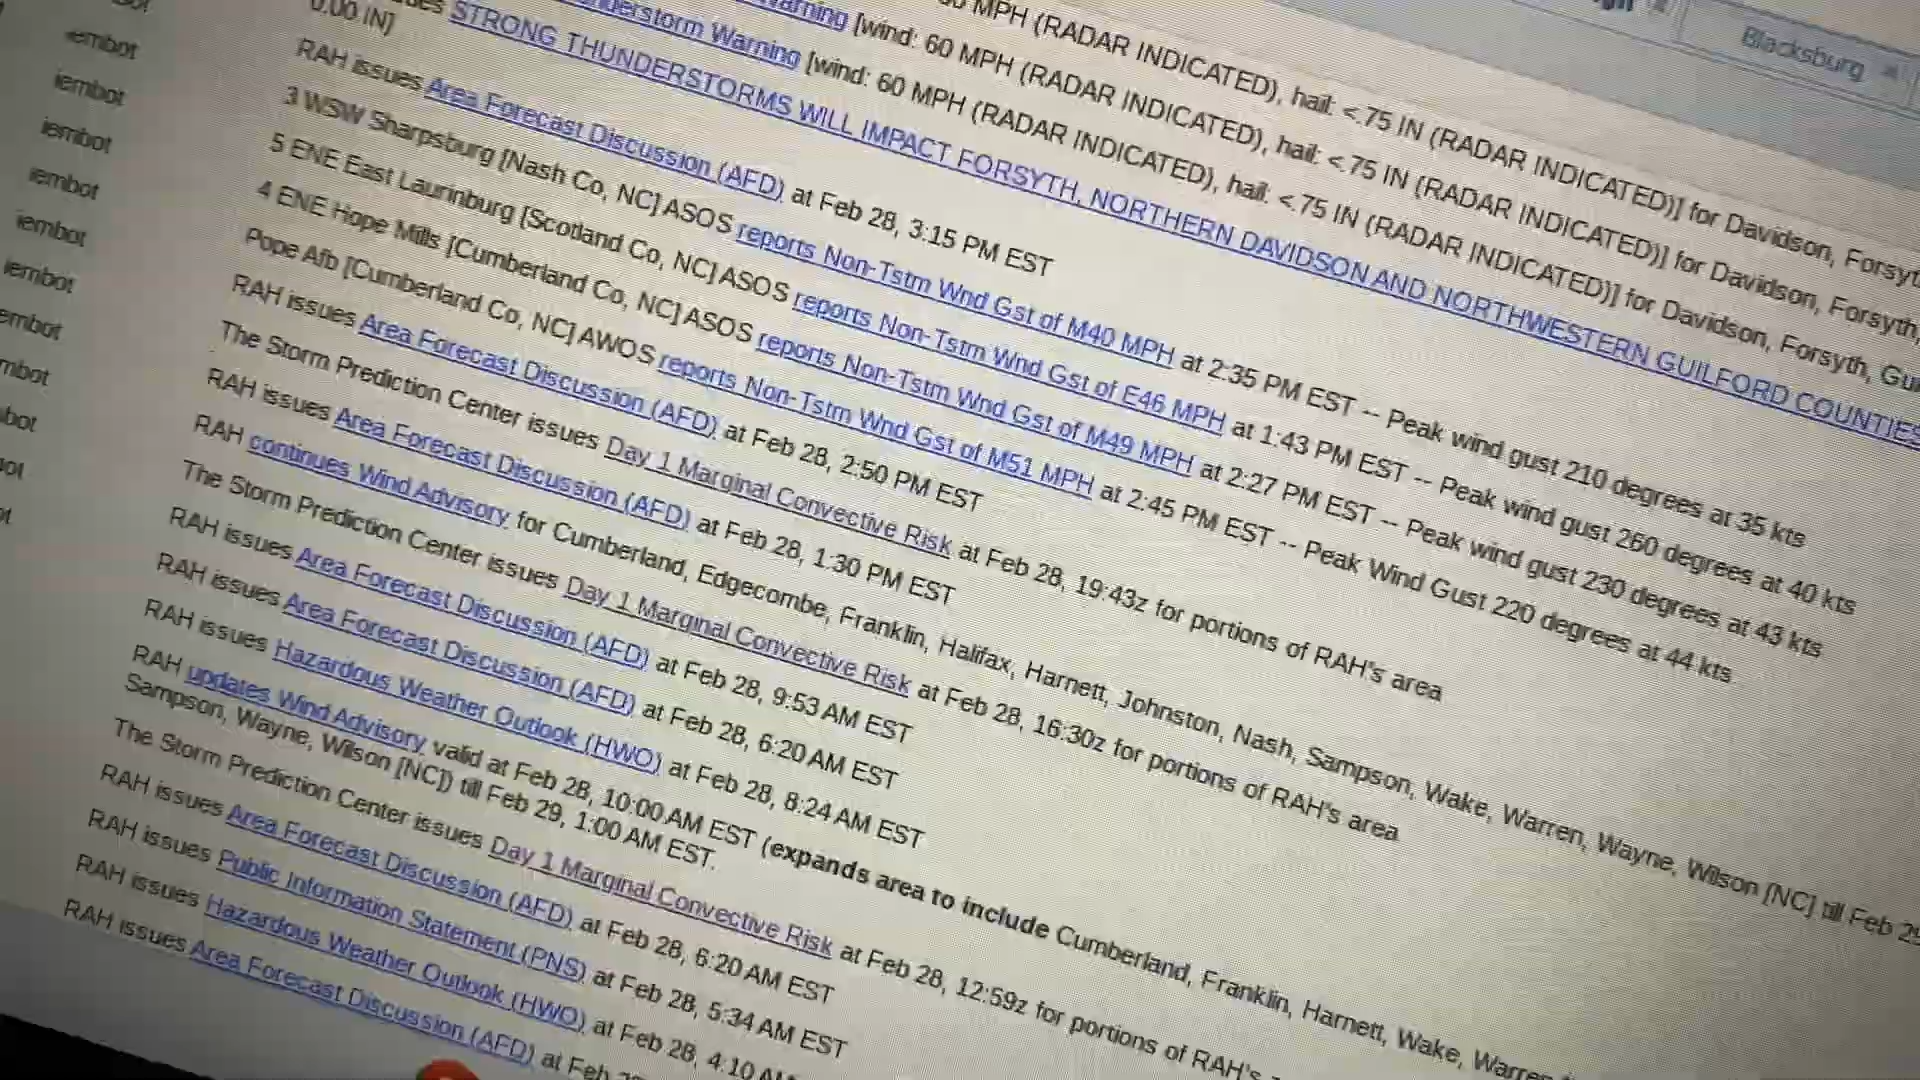 Blacksburg
MPH (RADAR INDICATED), hail: <.75 IN (RADAR INDICATED)] for Davidson, Forsyt
Warning [wind: 60 MPH (RADAR INDICATED), hail: <.75 IN (RADAR INDICATED)] for Davidson, Forsyth,
Warning [wind: 60 MPH (RADAR INDICATED), hail: <.75 IN (RADAR INDICATED)] for Davidson, Forsyth, Gui
STRONG THUNDERSTORMS WILL IMPACT FORSYTH, NORTHERN DAVIDSON AND NORTHWESTERN GUILFORD COUNTIES
0.00 IN]
iembot RAH issues Area Forecast Discussion (AFD) at Feb 28, 3:15 PM EST
iembot 3 WSW Sharpsburg [Nash Co, NC] ASOS reports Non-Tstm Wnd Gst of M40 MPH at 2:35 PM EST -- Peak wind gust 210 degrees at 35 kts
iembot 5 ENE East Laurinburg [Scotland Co, NC] ASOS reports Non-Tstm Wnd Gst of E46 MPH at 1:43 PM EST -- Peak wind gust 260 degrees at 40 kts
iembot 4 ENE Hope Mills [Cumberland Co, NC] ASOS reports Non-Tstm Wnd Gst of M49 MPH at 2:27 PM EST -- Peak wind gust 230 degrees at 43 kts
iembot Pope Afb [Cumberland Co, NC] AWOS reports Non-Tstm Wnd Gst of M51 MPH at 2:45 PM EST -- Peak Wind Gust 220 degrees at 44 kts
iembot RAH issues Area Forecast Discussion (AFD) at Feb 28, 2:50 PM EST
embot The Storm Prediction Center issues Day 1 Marginal Convective Risk at Feb 28, 19:43z for portions of RAH's area
mbot RAH issues Area Forecast Discussion (AFD) at Feb 28, 1:30 PM EST
bot RAH continues Wind Advisory for Cumberland, Edgecombe, Franklin, Halifax, Harnett, Johnston, Nash, Sampson, Wake, Warren, Wayne, Wilson [NC] till Feb 29
ot The Storm Prediction Center issues Day 1 Marginal Convective Risk at Feb 28, 16:30z for portions of RAH's area
t RAH issues Area Forecast Discussion (AFD) at Feb 28, 9:53 AM EST
RAH issues Area Forecast Discussion (AFD) at Feb 28, 6:20 AM EST
RAH issues Hazardous Weather Outlook (HWO) at Feb 28, 8:24 AM EST
RAH updates Wind Advisory valid at Feb 28, 10:00 AM EST (expands area to include Cumberland, Franklin, Harnett, Wake, Warren
Sampson, Wayne, Wilson [NC]) till Feb 29, 1:00 AM EST.
The Storm Prediction Center issues Day 1 Marginal Convective Risk at Feb 28, 12:59z for portions of RAH's
RAH issues Area Forecast Discussion (AFD) at Feb 28, 6:20 AM EST
RAH issues Public Information Statement (PNS) at Feb 28, 5:34 AM EST
RAH issues Hazardous Weather Outlook (HWO) at Feb 28, 4:10 AM
RAH issues Area Forecast Discussion (AFD) at Feb